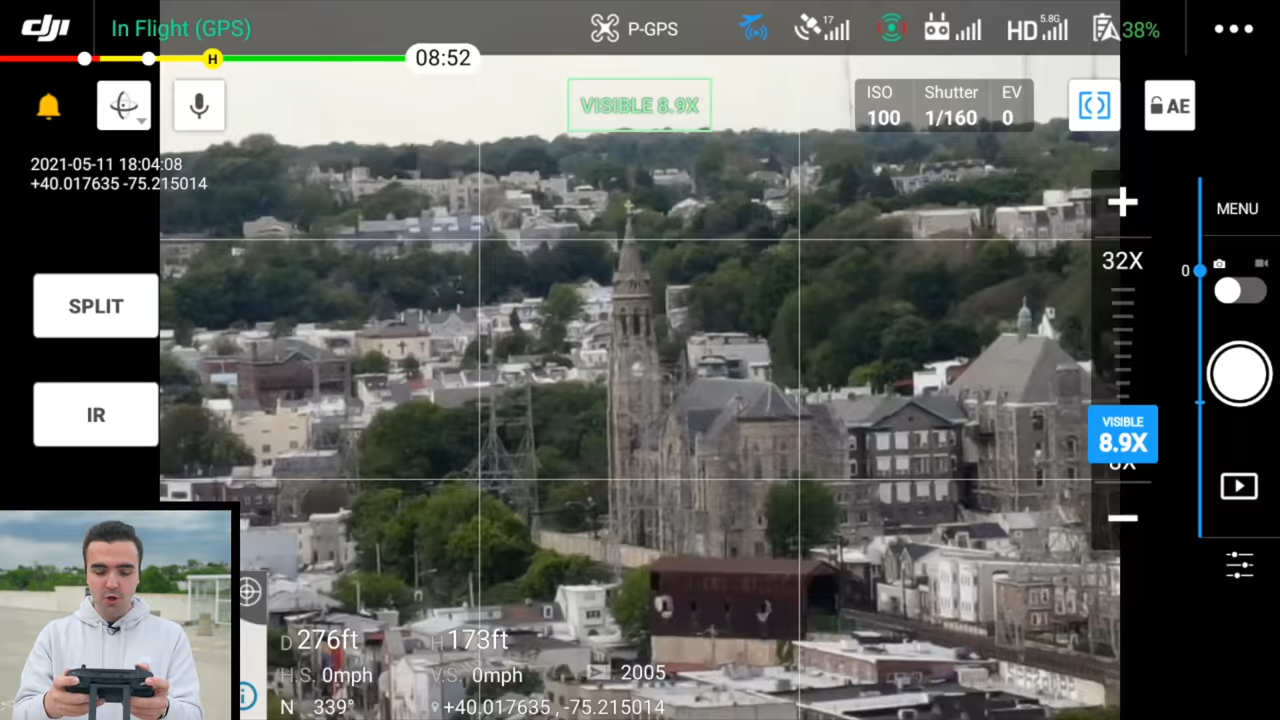 dji
In Flight (GPS)
P-GPS
17
HD
5.8G
38%
H
08:52
VISIBLE 8.9X
ISO
100
Shutter
1/160
EV
0
AE
2021-05-11 18:04:08
+40.017635 -75.215014
MENU
32X
0
SPLIT
IR
VISIBLE
8.9X
D 276ft
H 173ft
H.S. 0mph
V.S. 0mph
2005
N 339°
+40.017635 , -75.215014